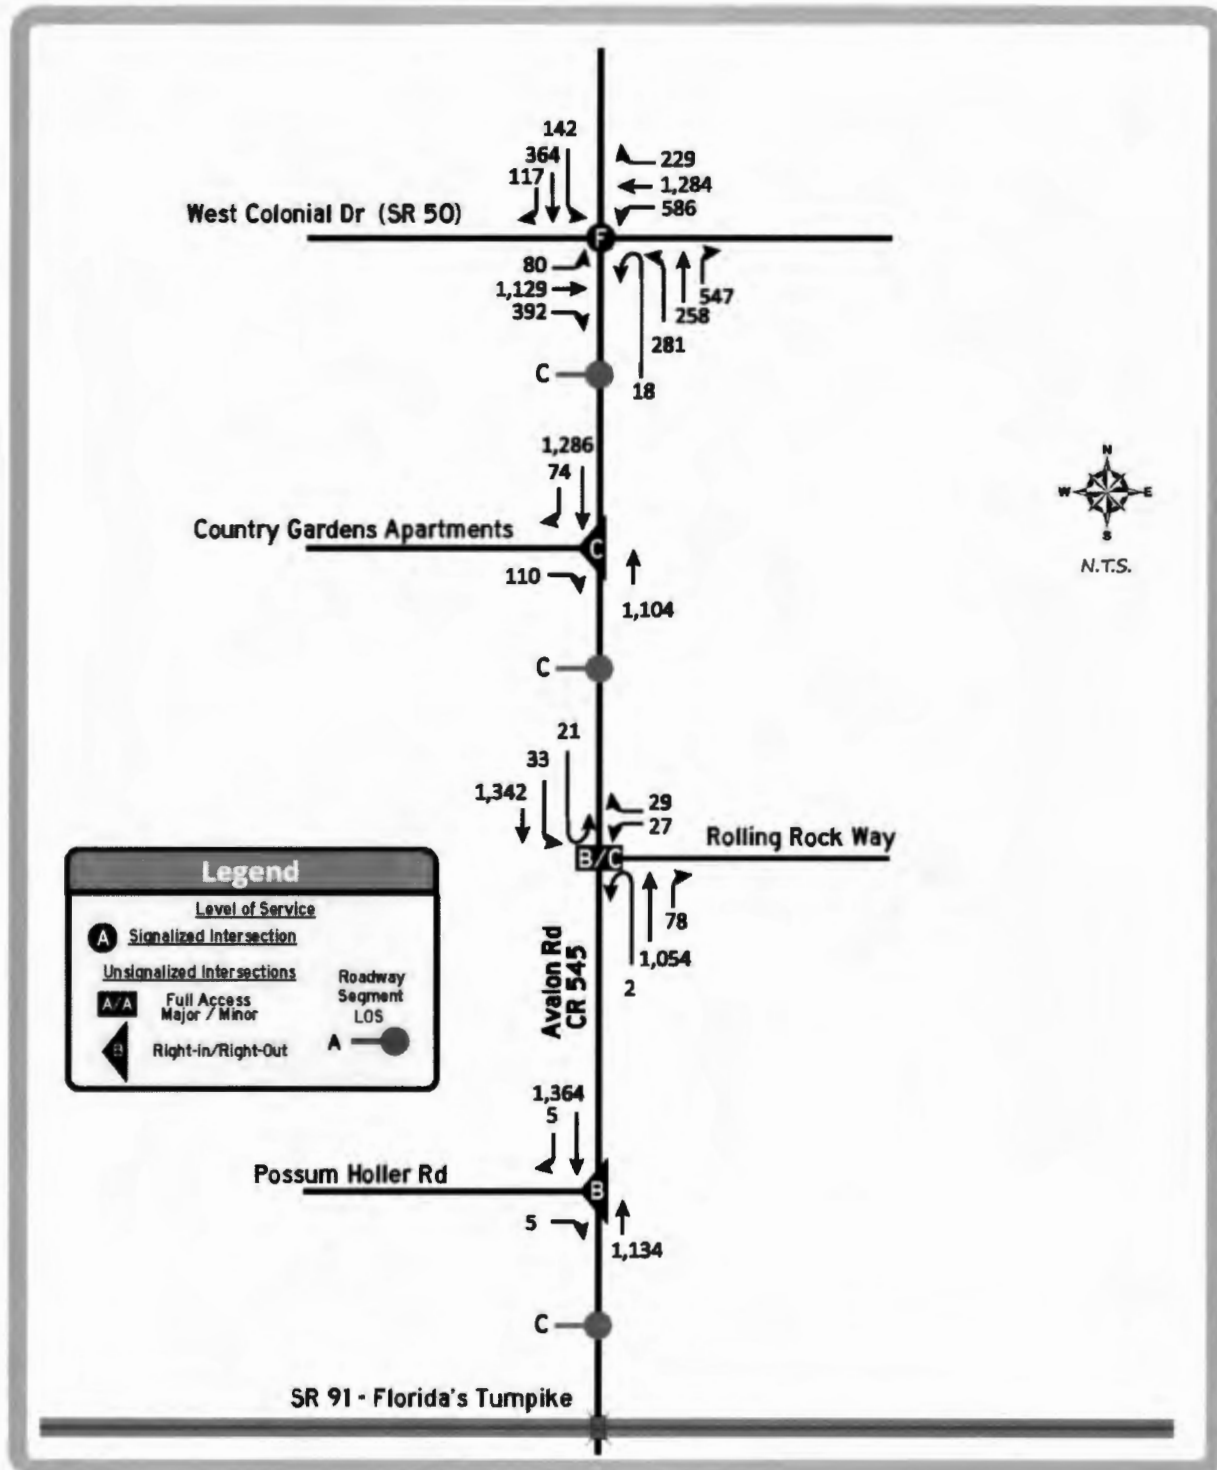 142
364
117
229
1,284
586
West Colonial Dr (SR 50)
F
80
1,129
392
547
258
281
18
C
1,286
74
Country Gardens Apartments
C
110
1,104
N
W
E
S
N.T.S.
C
21
33
1,342
29
27
Rolling Rock Way
B/C
78
1,054
2
Avalon Rd
CR 545
Legend
Level of Service
A Signalized Intersection
Unsignalized Intersections
A/A Full Access
Major / Minor
B Right-in/Right-Out
Roadway
Segment
LOS
A
1,364
5
Possum Holler Rd
B
5
1,134
C
SR 91 - Florida's Turnpike